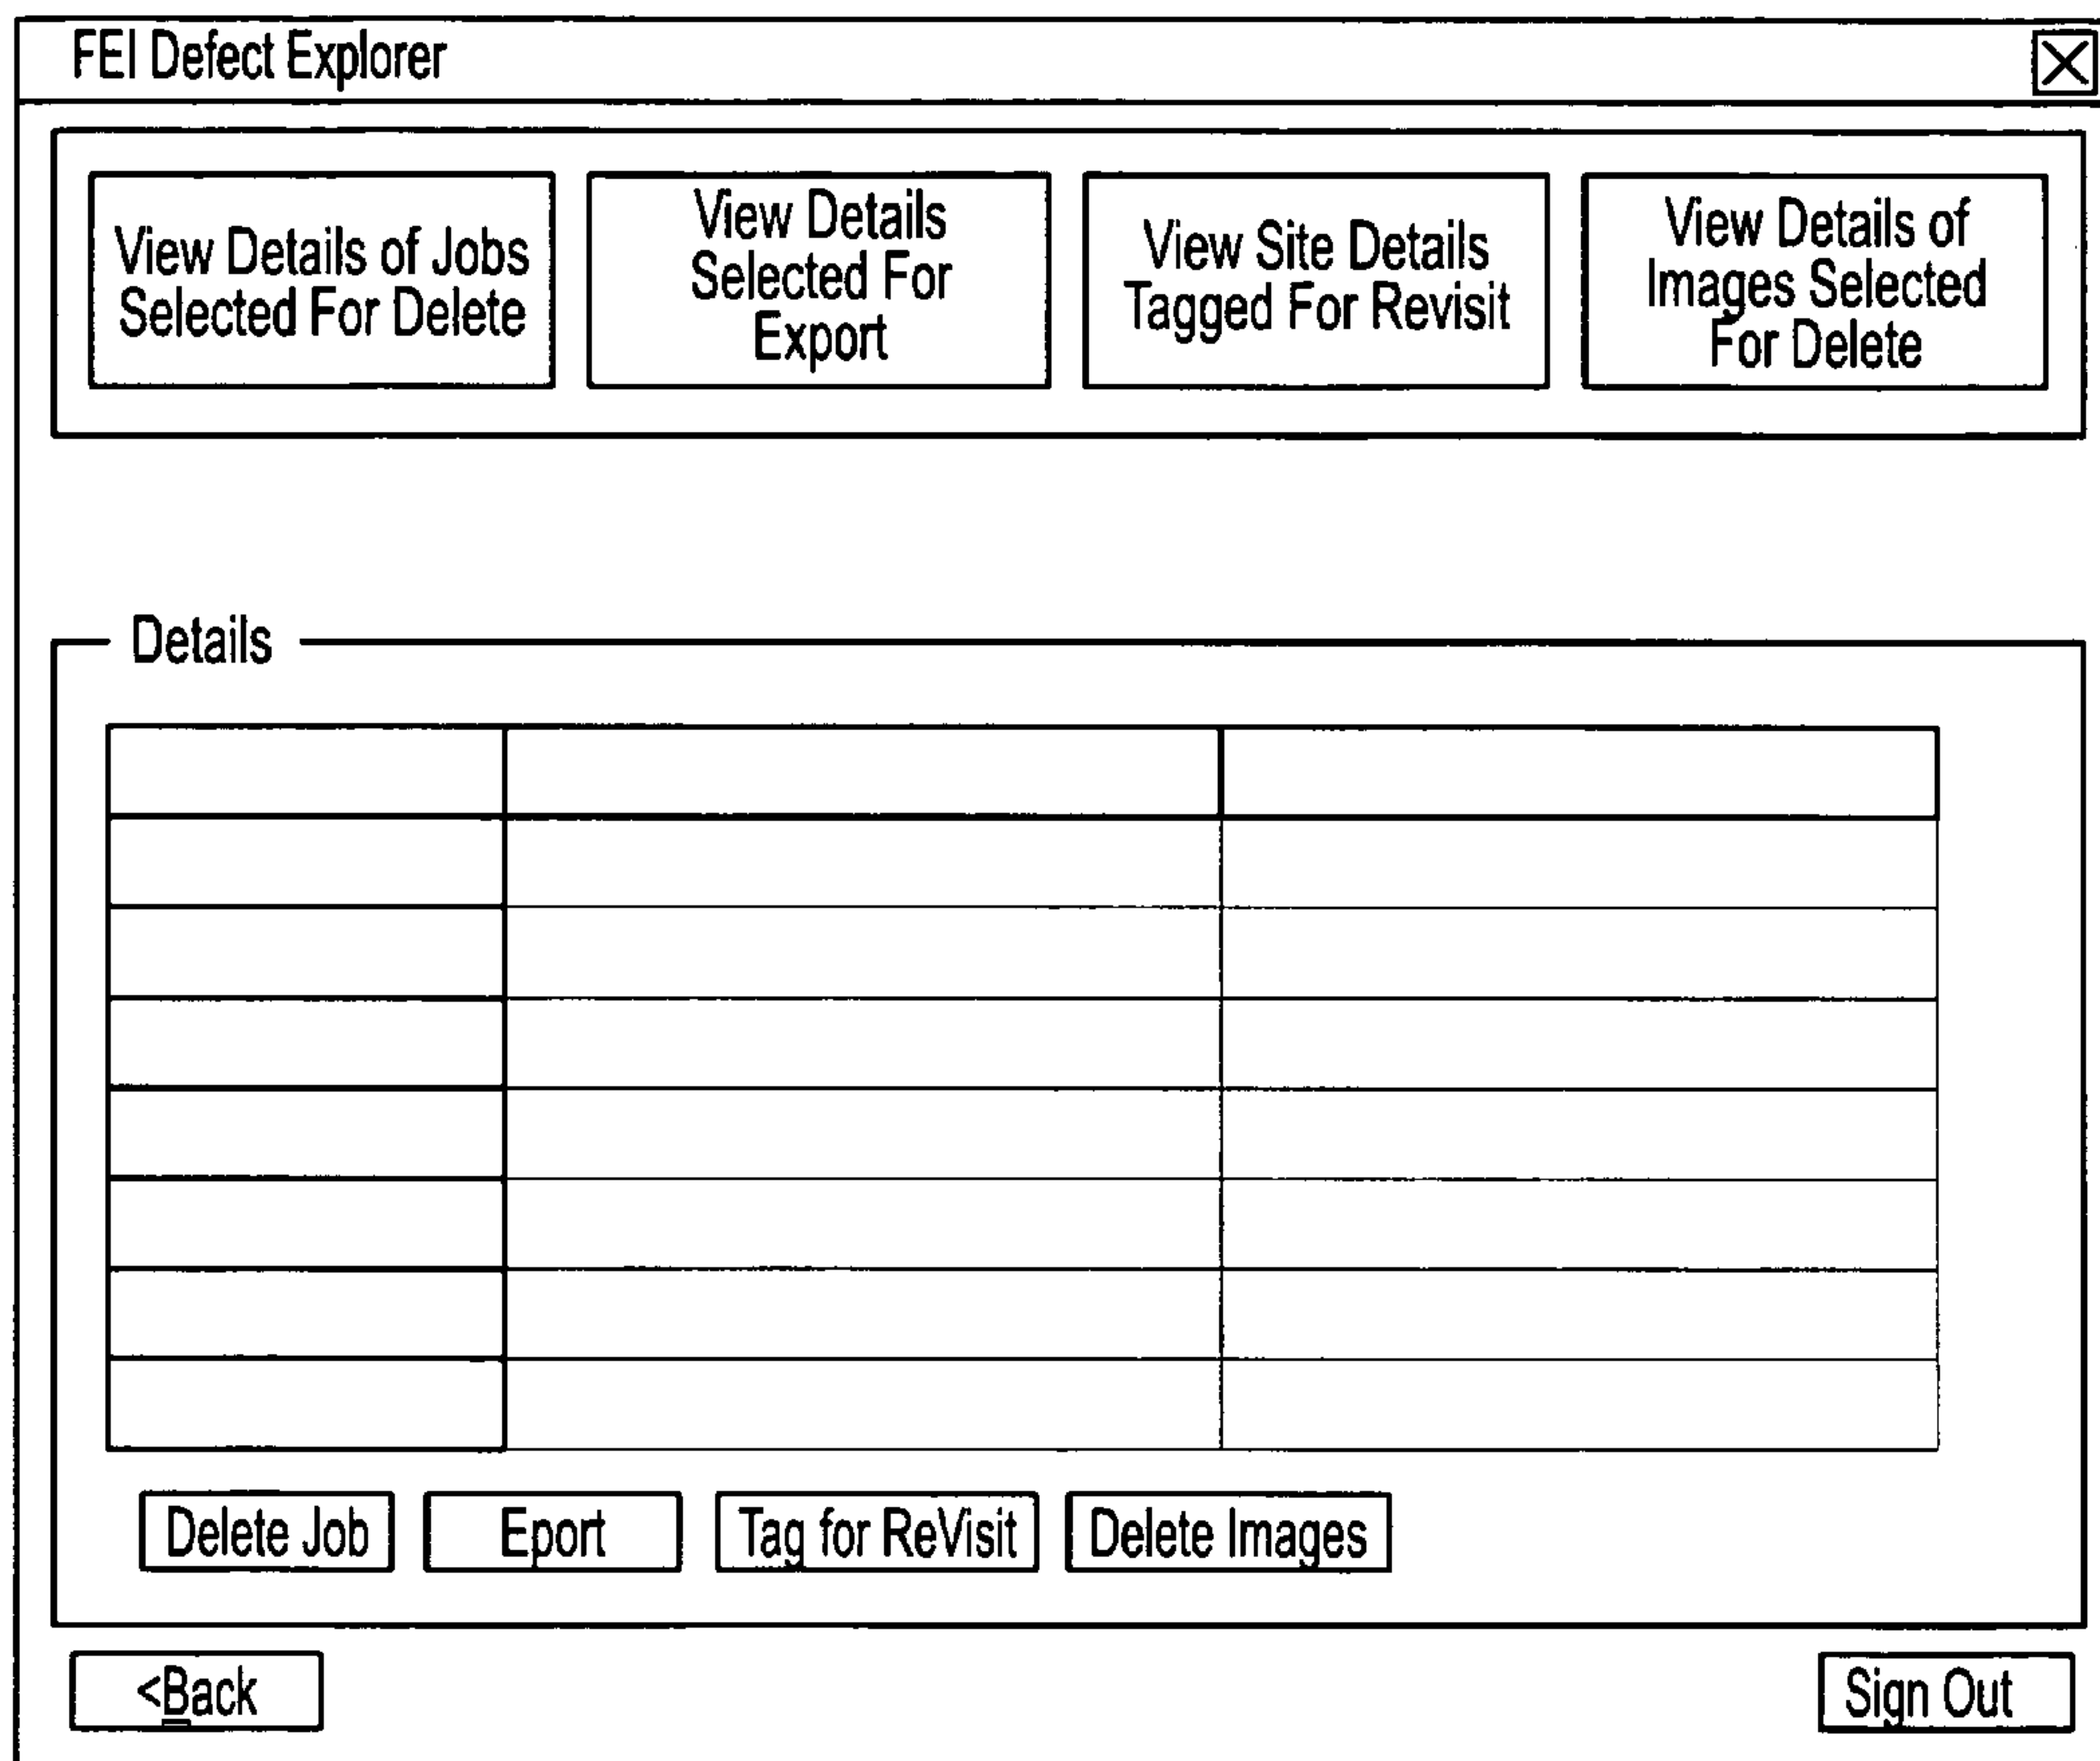 FEI Defect Explorer
View Details of Jobs
Selected For Delete
View Details
Selected For
Export
View Site Details
Tagged For Revisit
View Details of
Images Selected
For Delete
Details
Delete Job
Eport
Tag for ReVisit
Delete Images
<Back
Sign Out